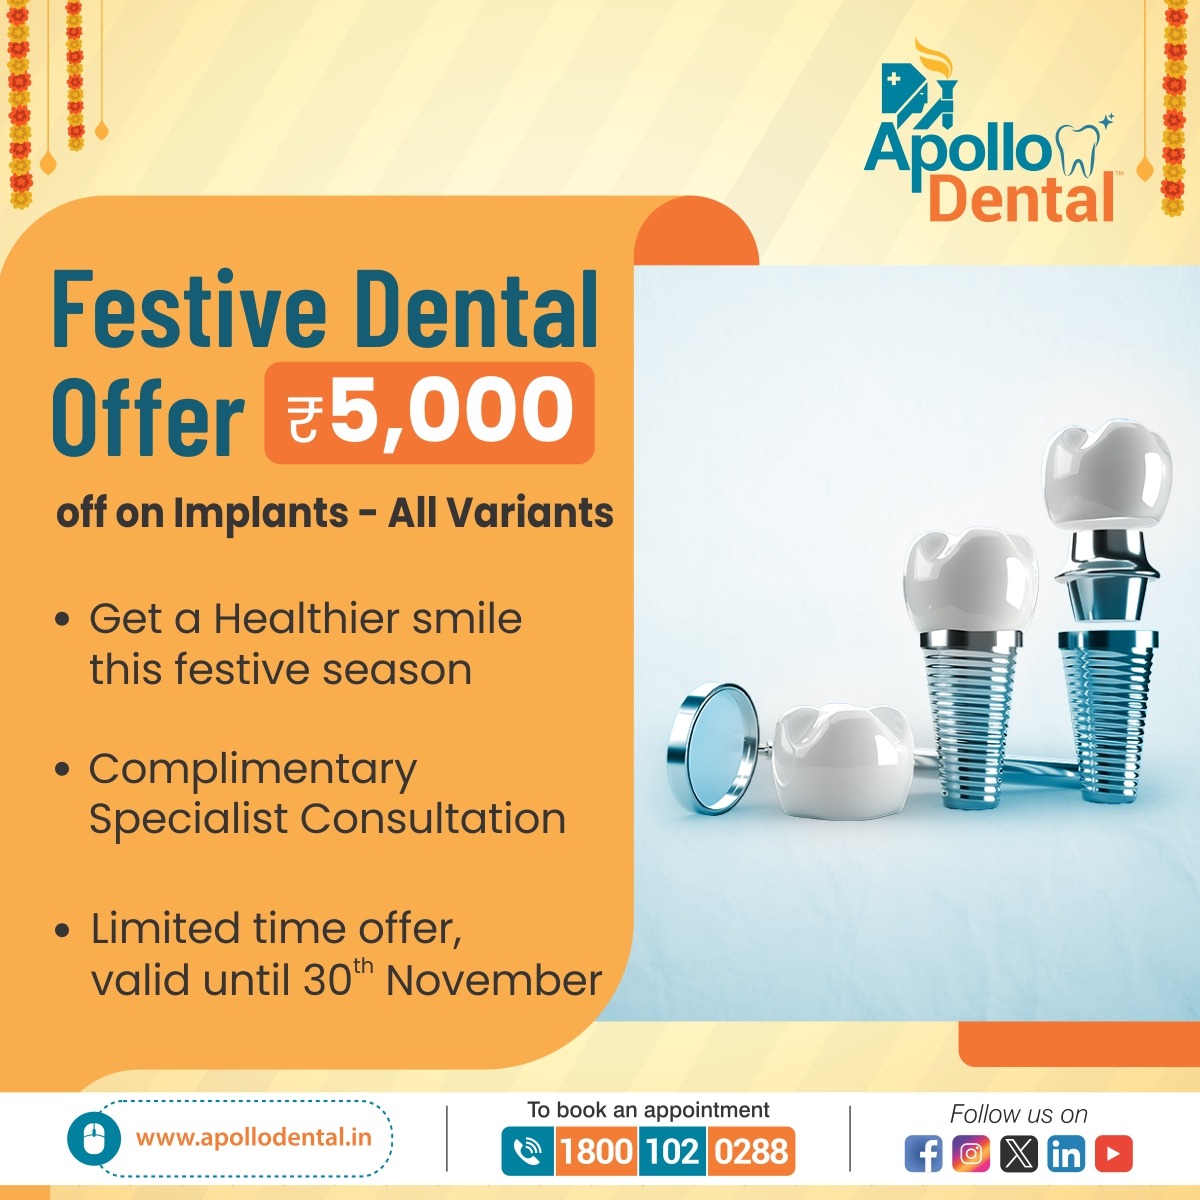 Apollo
Dental™
Festive Dental
Offer ₹5,000
off on Implants - All Variants
• Get a Healthier smile
this festive season
• Complimentary
Specialist Consultation
• Limited time offer,
valid until 30th November
www.apollodental.in
To book an appointment
1800 102 0288
Follow us on